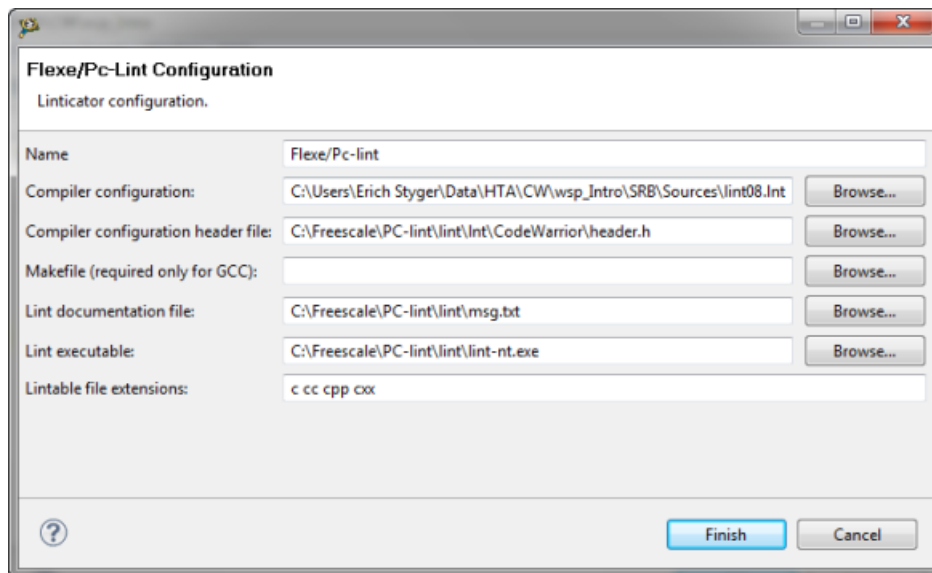 Flexe/Pc-Lint Configuration
Linticator configuration.
Name Flexe/Pc-lint
Compiler configuration: C:\Users\Erich Styger\Data\HTA\CW\wsp_Intro\SRB\Sources\lint08.lnt Browse...
Compiler configuration header file: C:\Freescale\PC-lint\lint\lnt\CodeWarrior\header.h Browse...
Makefile (required only for GCC): Browse...
Lint documentation file: C:\Freescale\PC-lint\lint\msg.txt Browse...
Lint executable: C:\Freescale\PC-lint\lint\lint-nt.exe Browse...
Lintable file extensions: c cc cpp cxx
? Finish Cancel